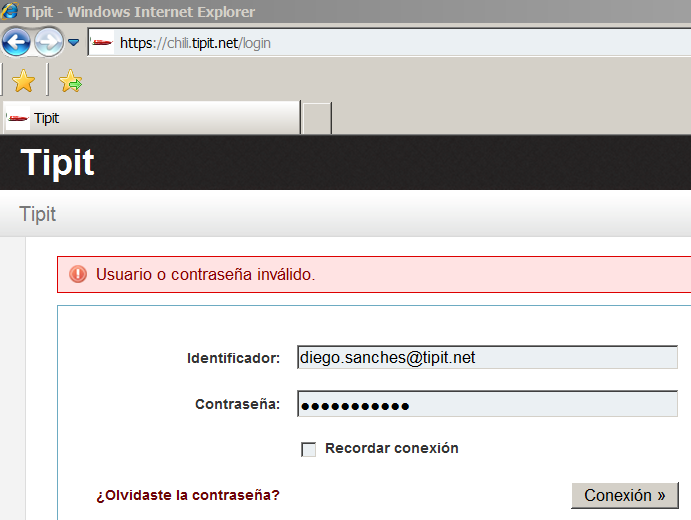 Tipit - Windows Internet Explorer
https://chili.tipit.net/login
Tipit
Tipit
Tipit
Usuario o contraseña inválido.
Identificador: diego.sanches@tipit.net
Contraseña: ●●●●●●●●●●●
Recordar conexión
¿Olvidaste la contraseña? Conexión »